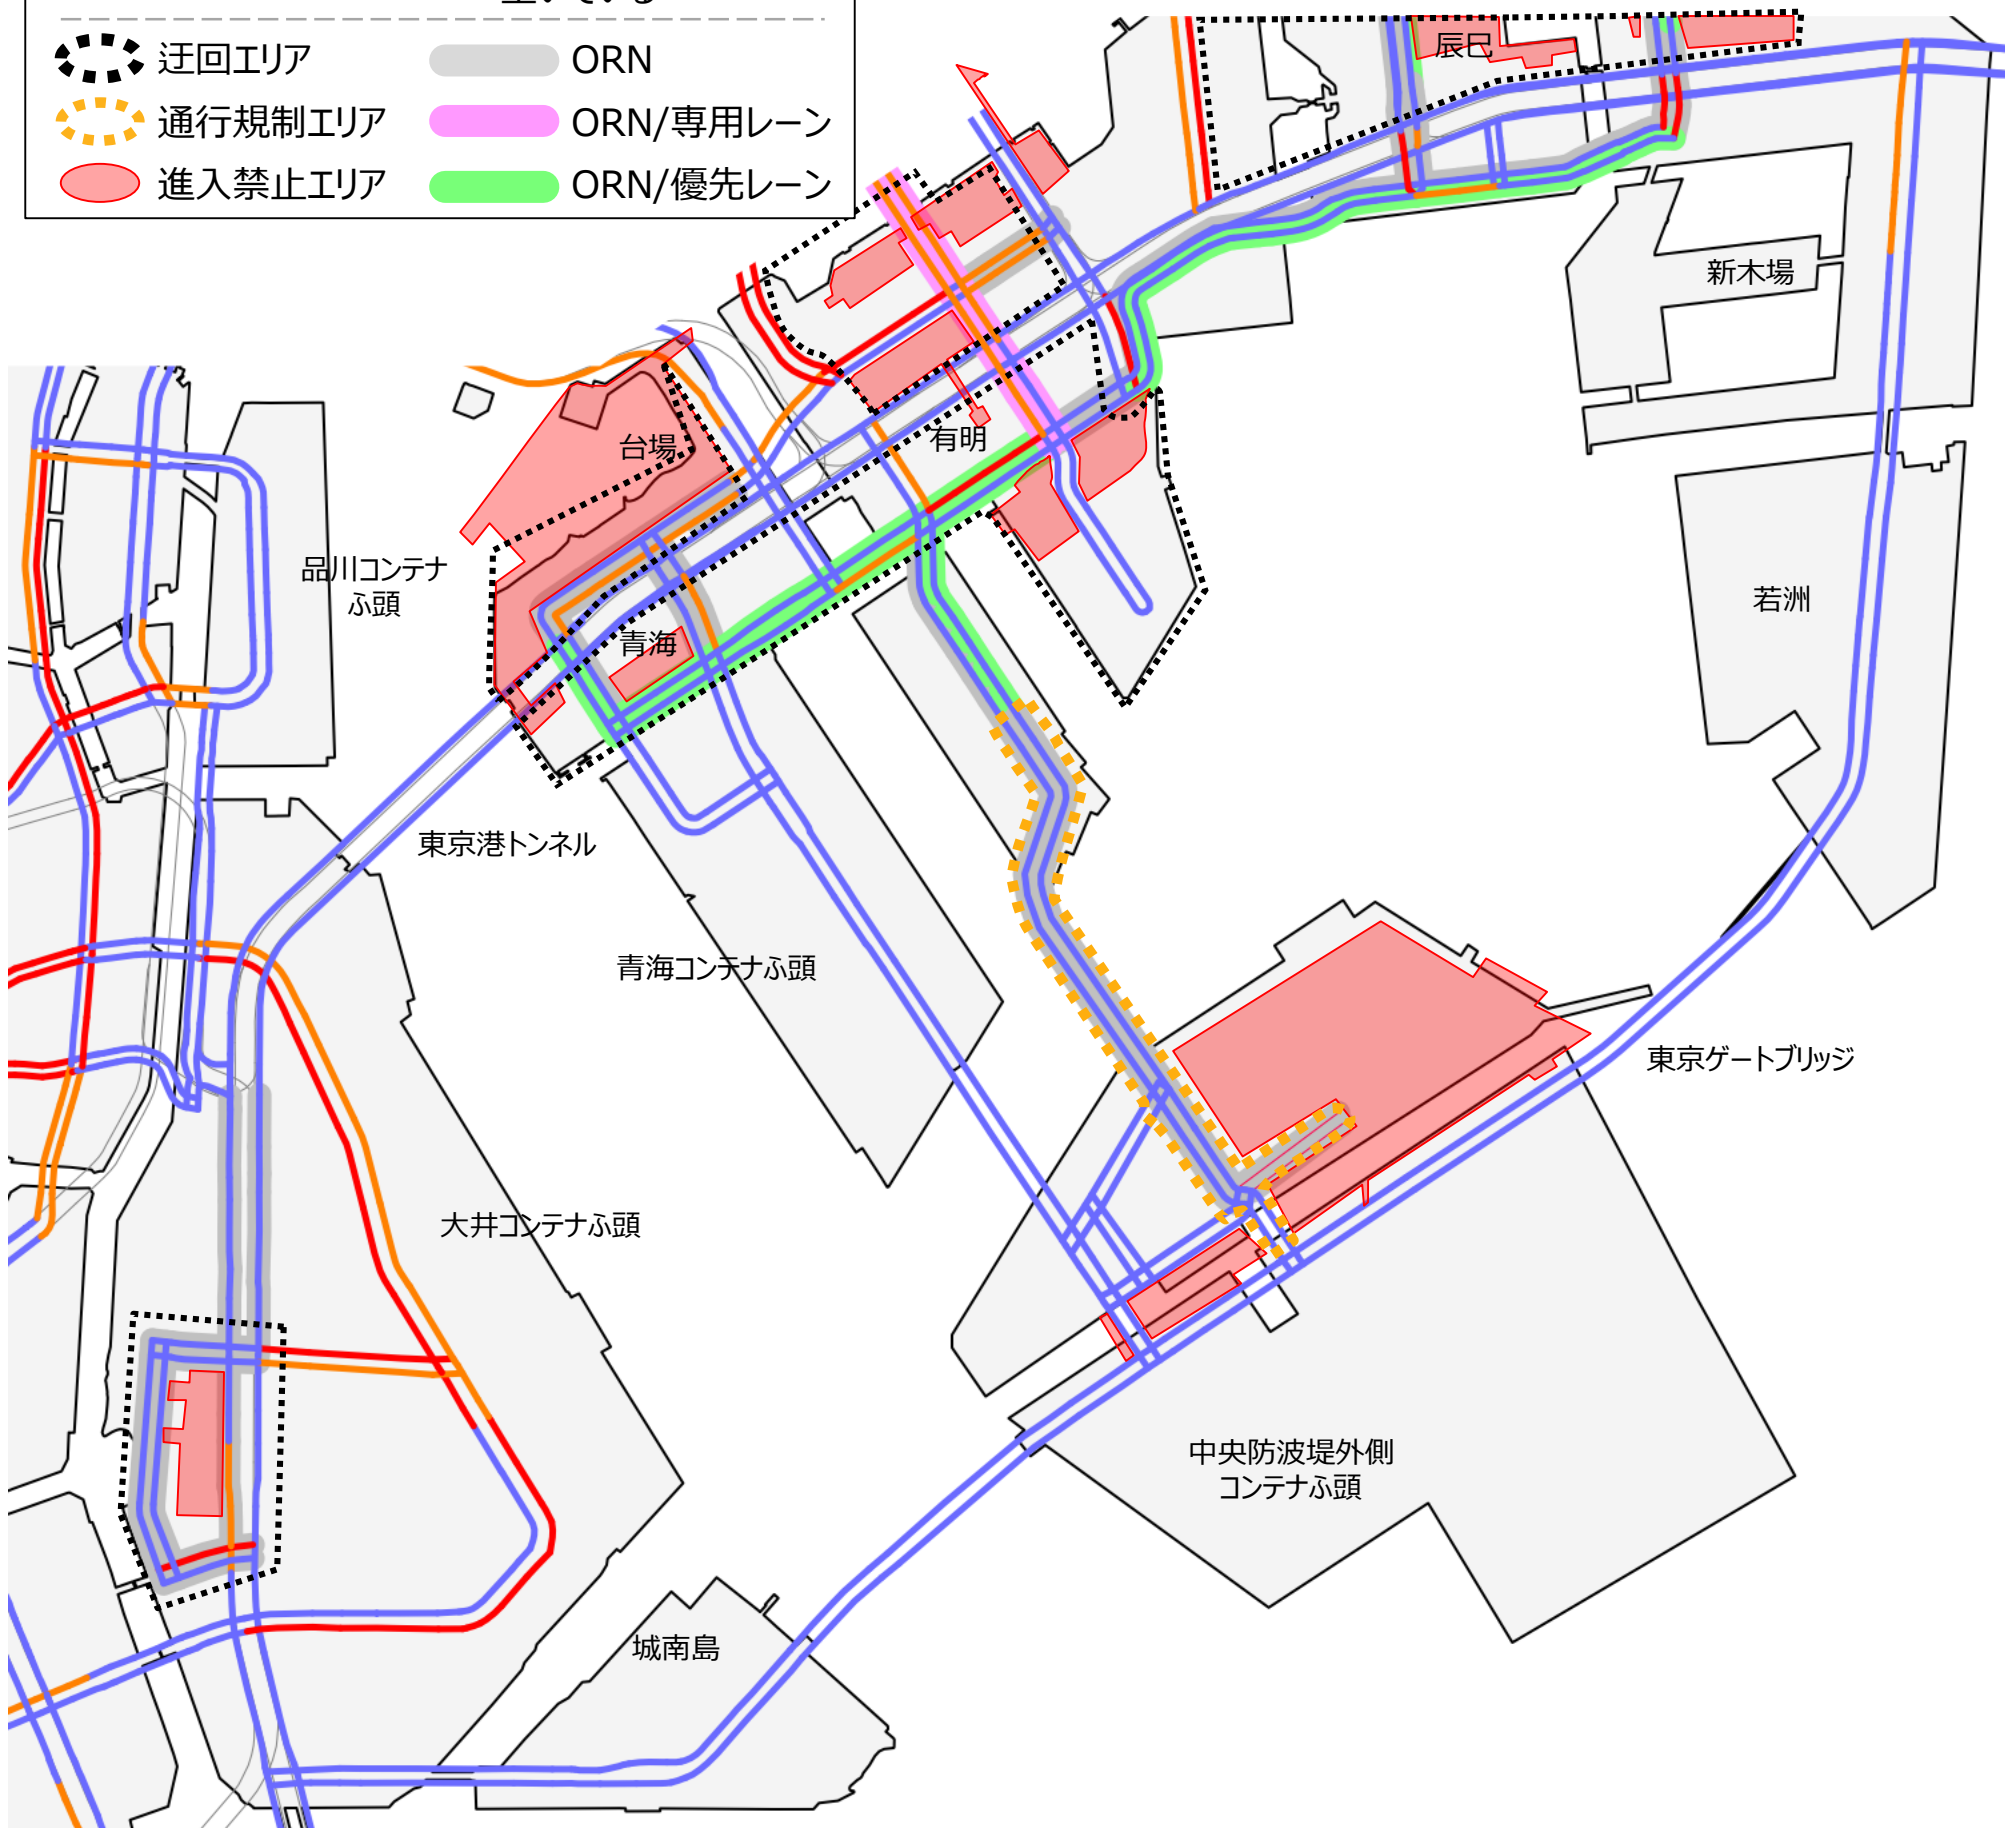 空いている
迂回エリア
ORN
通行規制エリア
ORN/専用レーン
進入禁止エリア
ORN/優先レーン
辰巳
新木場
台場
有明
品川コンテナ
ふ頭
若洲
青海
東京港トンネル
青海コンテナふ頭
東京ゲートブリッジ
大井コンテナふ頭
中央防波堤外側
コンテナふ頭
城南島